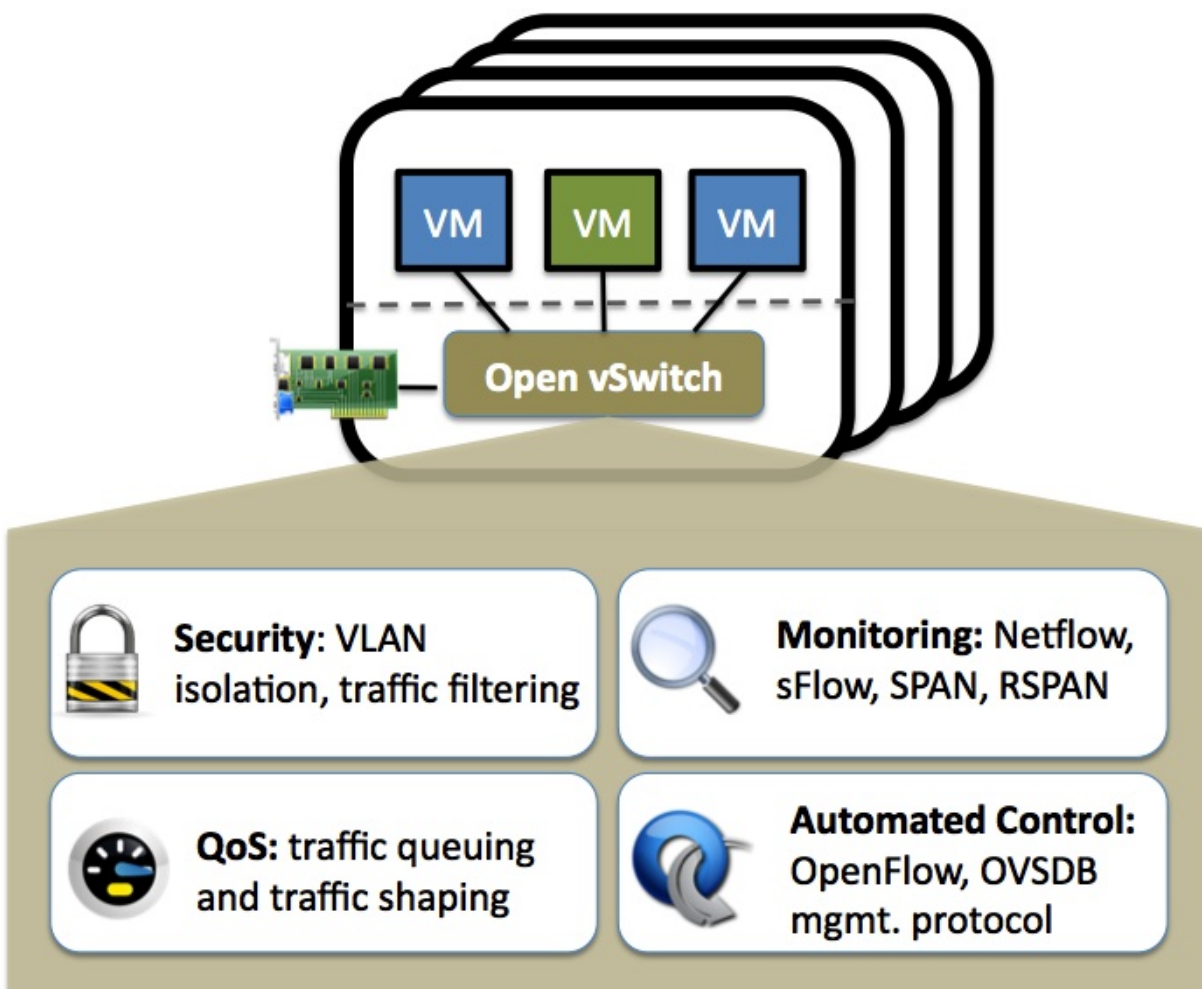 VM
VM
VM
Open vSwitch
Security: VLAN
isolation, traffic filtering
Monitoring: Netflow,
sFlow, SPAN, RSPAN
QoS: traffic queuing
and traffic shaping
Automated Control:
OpenFlow, OVSDB
mgmt. protocol